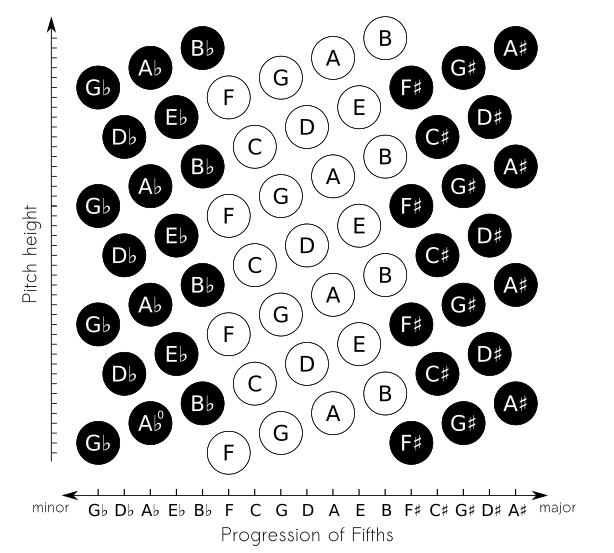 B
B♭ A♯
A
A♭ G♯
G
G♭ F♯
F
E
E♭ D♯
D
D♭ C♯
C
B
B♭ A♯
A
A♭ G♯
G
G♭ F♯
F
E
E♭ D♯
D
D♭ C♯
C
B
B♭ A♯
A
A♭ G♯
G
G♭ F♯
F
E
E♭ D♯
D
D♭ C♯
C
B
B♭ A♯
A
A♭0 G♯
G
G♭ F♯
F
Pitch height
minor G♭ D♭ A♭ E♭ B♭ F C G D A E B F♯ C♯ G♯ D♯ A♯ major
Progression of Fifths